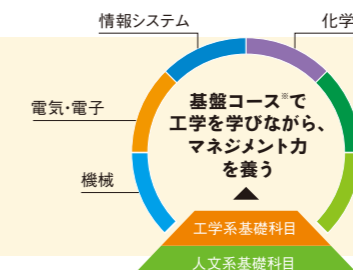 情報システム
化学
電気・電子
基盤コース※で
工学を学びながら、
マネジメント力
を養う
機械
工学系基礎科目
人文系基礎科目